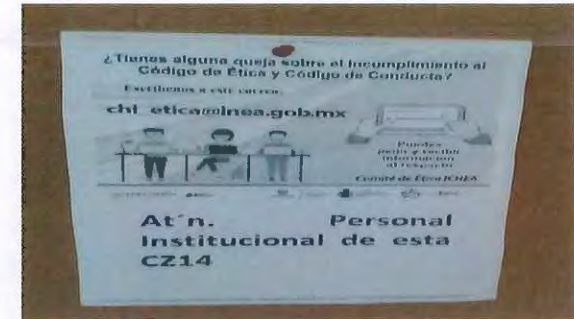 ¿Tienes alguna queja sobre el incumplimiento al
Código de Ética y Código de Conducta?
Escríbenos a este correo:
chi_etica@inea.gob.mx
Puedes
pedir y recibir
información
al respecto
Comité de Ética ICHEA
At´n. Personal
Institucional de esta
CZ14